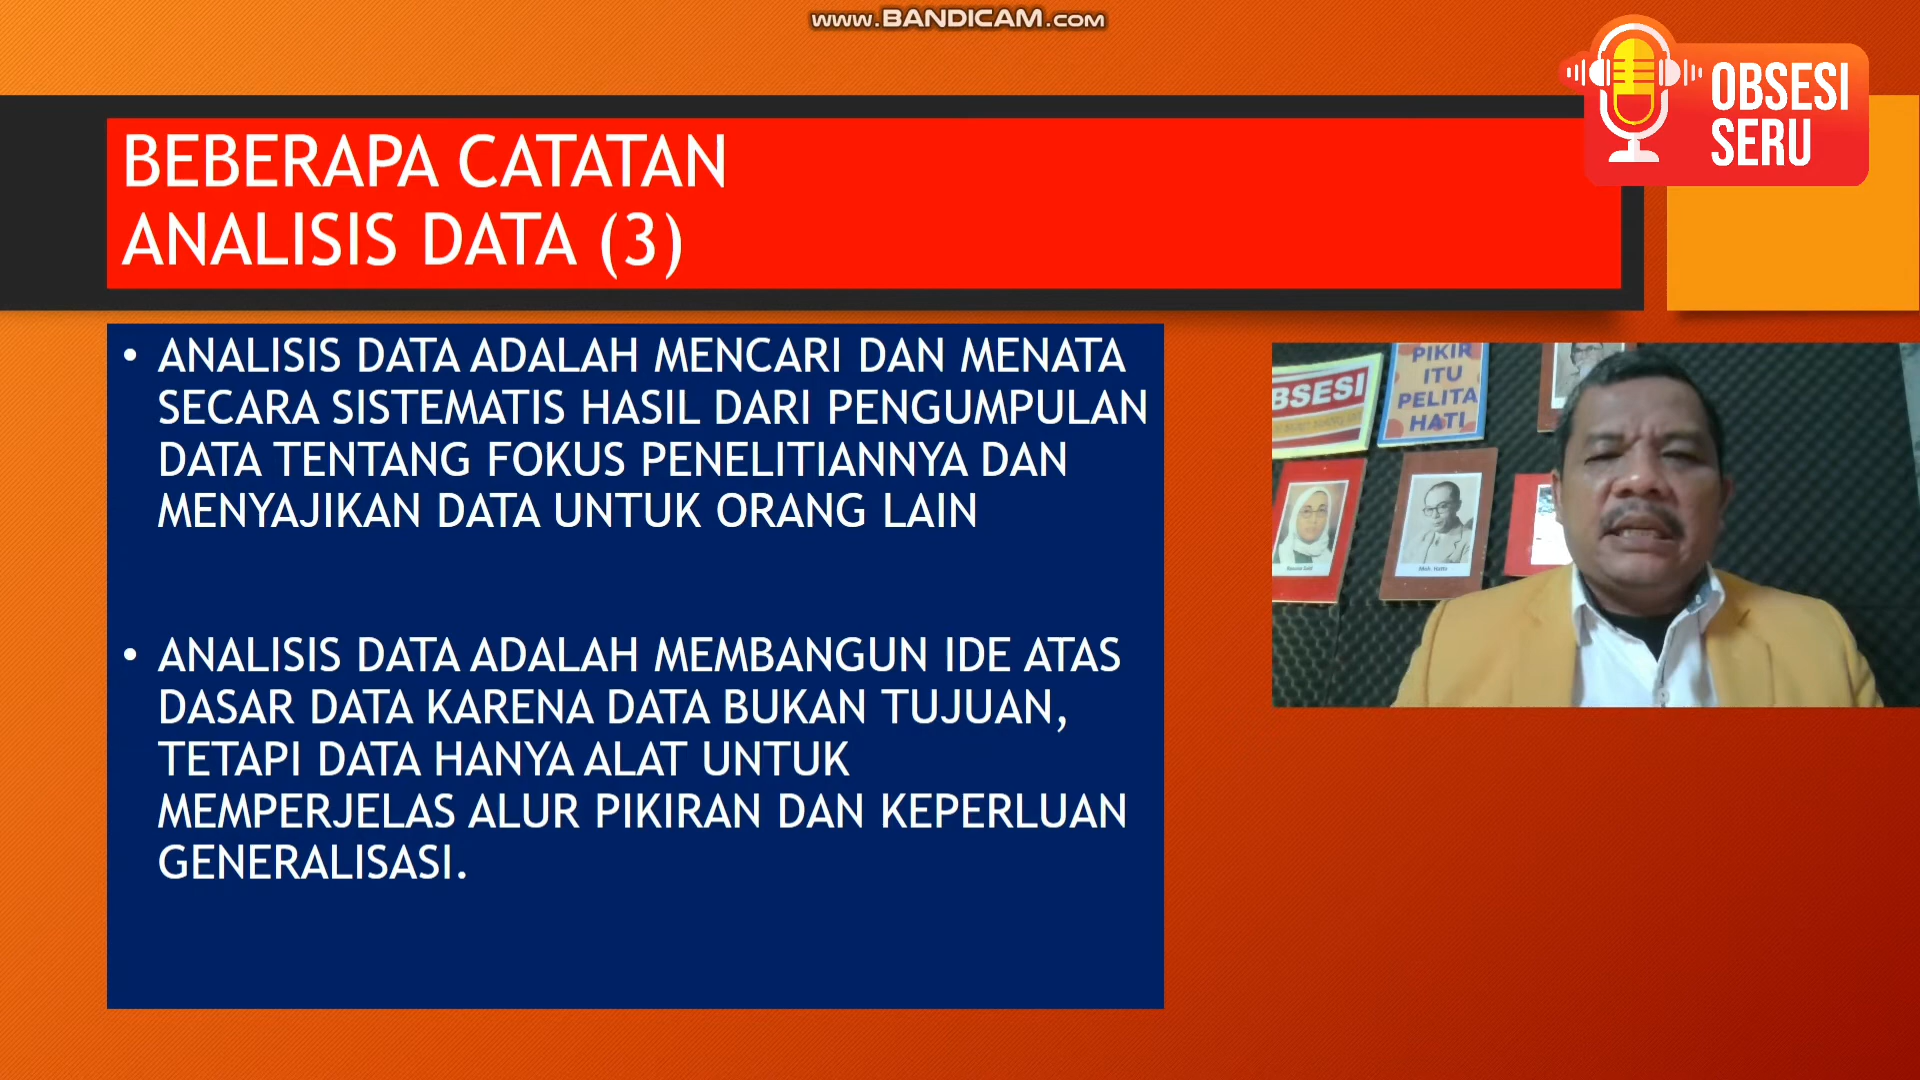 www.BANDICAM.com
OBSESI
SERU
BEBERAPA CATATAN
ANALISIS DATA (3)
• ANALISIS DATA ADALAH MENCARI DAN MENATA
SECARA SISTEMATIS HASIL DARI PENGUMPULAN
DATA TENTANG FOKUS PENELITIANNYA DAN
MENYAJIKAN DATA UNTUK ORANG LAIN
• ANALISIS DATA ADALAH MEMBANGUN IDE ATAS
DASAR DATA KARENA DATA BUKAN TUJUAN,
TETAPI DATA HANYA ALAT UNTUK
MEMPERJELAS ALUR PIKIRAN DAN KEPERLUAN
GENERALISASI.
BSESI
PIKIR
ITU
PELITA
HATI
Moh. Hatta